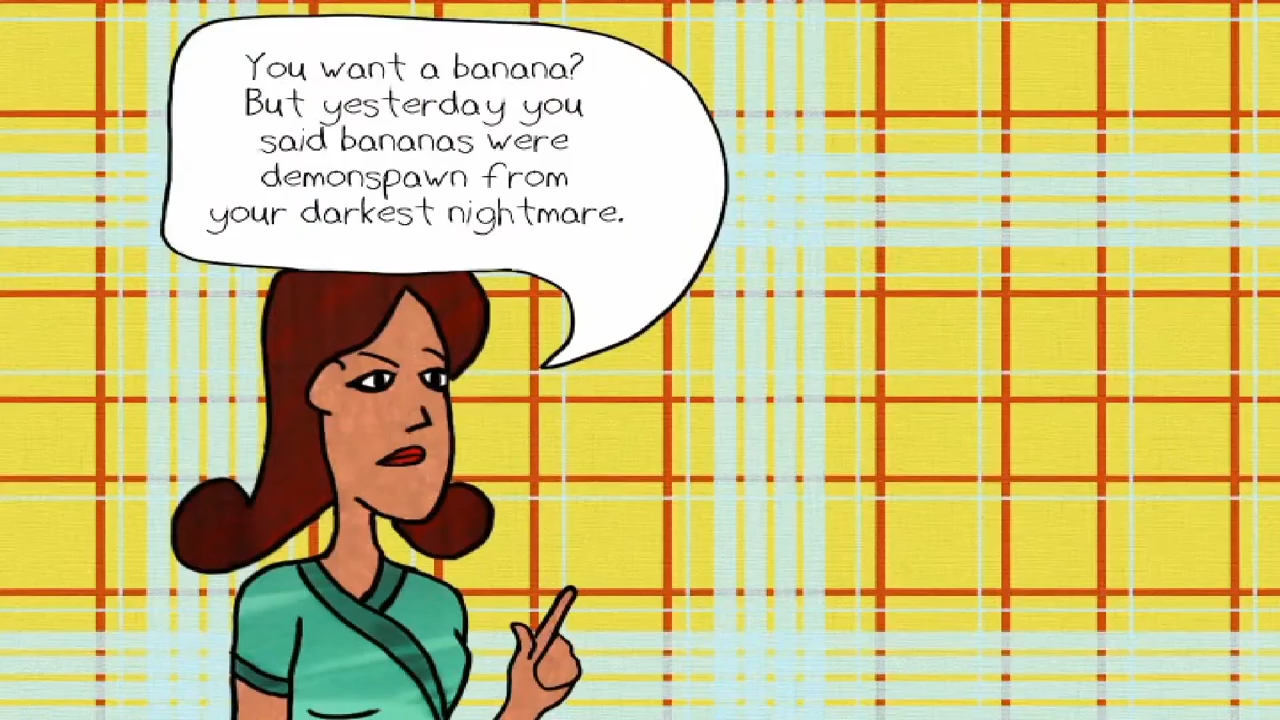 You want a banana?
But yesterday you
said bananas were
demonspawn from
your darkest nightmare.